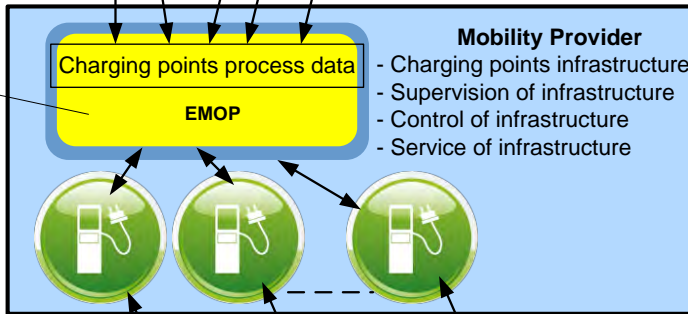 Mobility Provider
Charging points process data
EMOP
- Charging points infrastructure
- Supervision of infrastructure
- Control of infrastructure
- Service of infrastructure